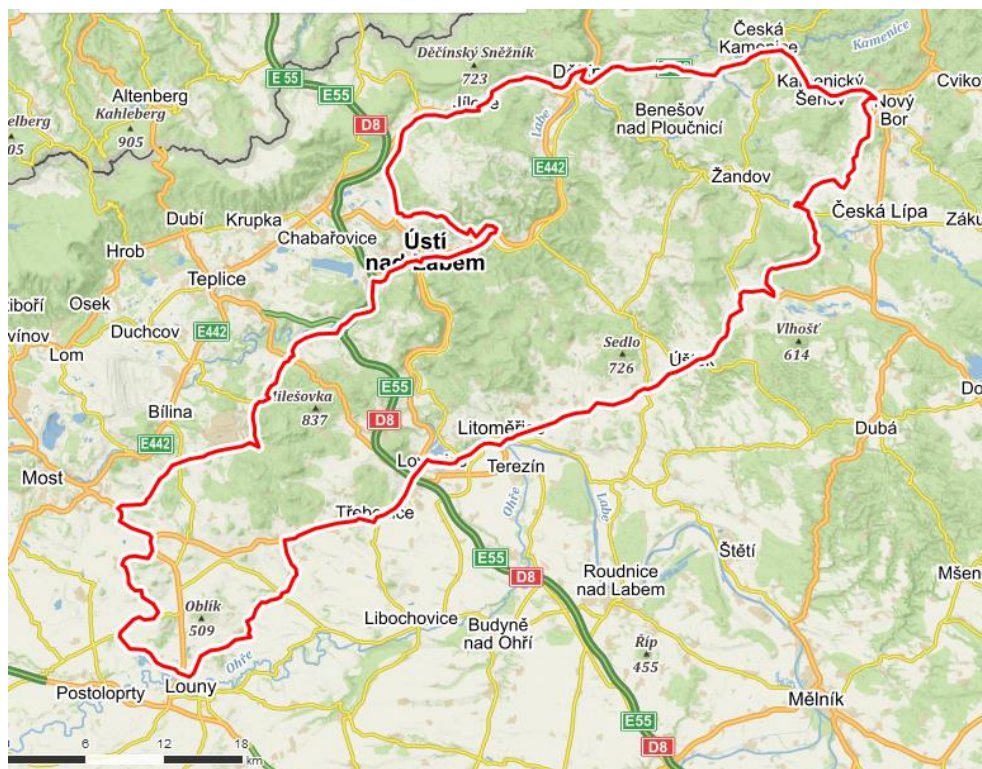 Česká
Kamenice
Kamenice
E 55
Děčínský Sněžník
723
E55
Altenberg
Kahleberg
905
Kamenický
Šenov
Cvikov
Nový
Bor
D8
Labe
Benešov
nad Ploučnicí
E442
Žandov
Dubí
Krupka
Chabařovice
Ústí
nad Labem
Česká Lípa
Hrob
Teplice
Osek
Duchcov
E442
Lom
Sedlo
726
Vlhošť
614
837
E55
D8
Bílina
E442
Litoměřice
Dubá
Most
Terezín
Ohře
Labe
E55
D8
Štětí
Roudnice
nad Labem
Oblík
509
Libochovice
Budyně
nad Ohří
Říp
455
Ohře
Postoloprty
Louny
Mělník
E55
D8
6
12
18
km